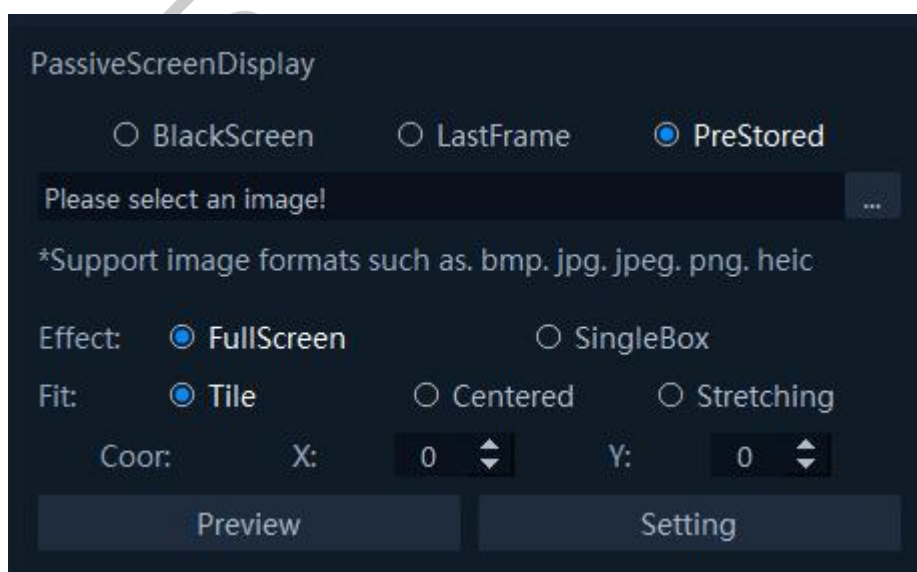 PassiveScreenDisplay
BlackScreen LastFrame PreStored
Please select an image! ...
*Support image formats such as. bmp. jpg. jpeg. png. heic
Effect: FullScreen SingleBox
Fit: Tile Centered Stretching
Coor: X: 0 Y: 0
Preview Setting